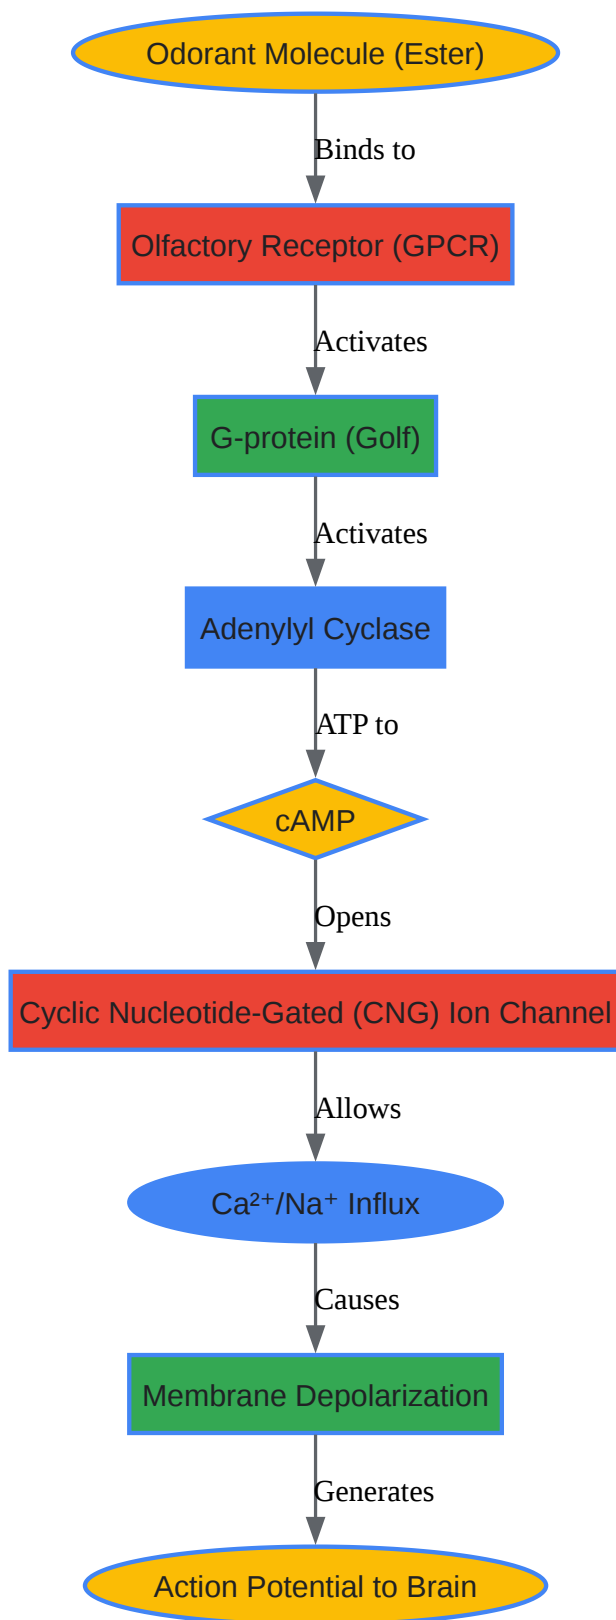 Odorant Molecule (Ester)
Binds to
Olfactory Receptor (GPCR)
Activates
G-protein (Golf)
Activates
Adenylyl Cyclase
ATP to
cAMP
Opens
Cyclic Nucleotide-Gated (CNG) Ion Channel
Allows
Ca²⁺/Na⁺ Influx
Causes
Membrane Depolarization
Generates
Action Potential to Brain